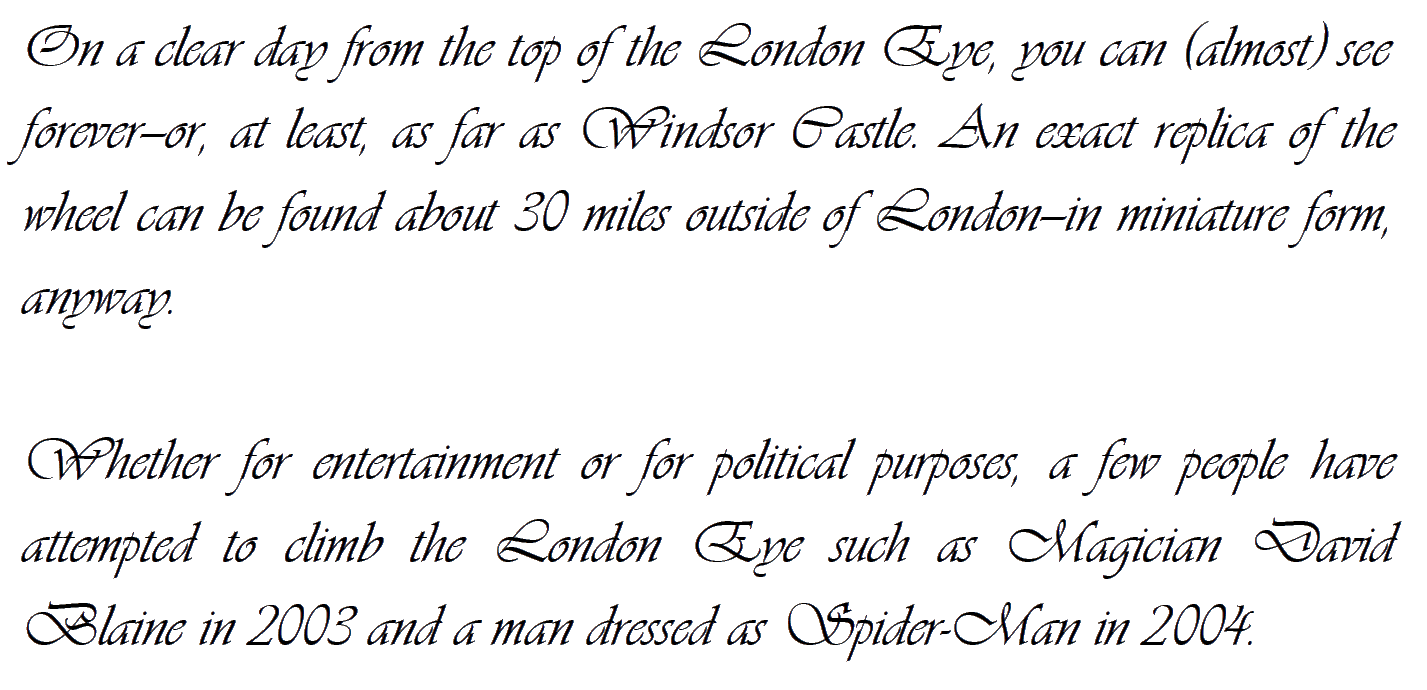 On a clear day from the top of the London Eye, you can (almost) see
forever–or, at least, as far as Windsor Castle. An exact replica of the
wheel can be found about 30 miles outside of London–in miniature form,
anyway.
Whether for entertainment or for political purposes, a few people have
attempted to climb the London Eye such as Magician David
Blaine in 2003 and a man dressed as Spider-Man in 2004.